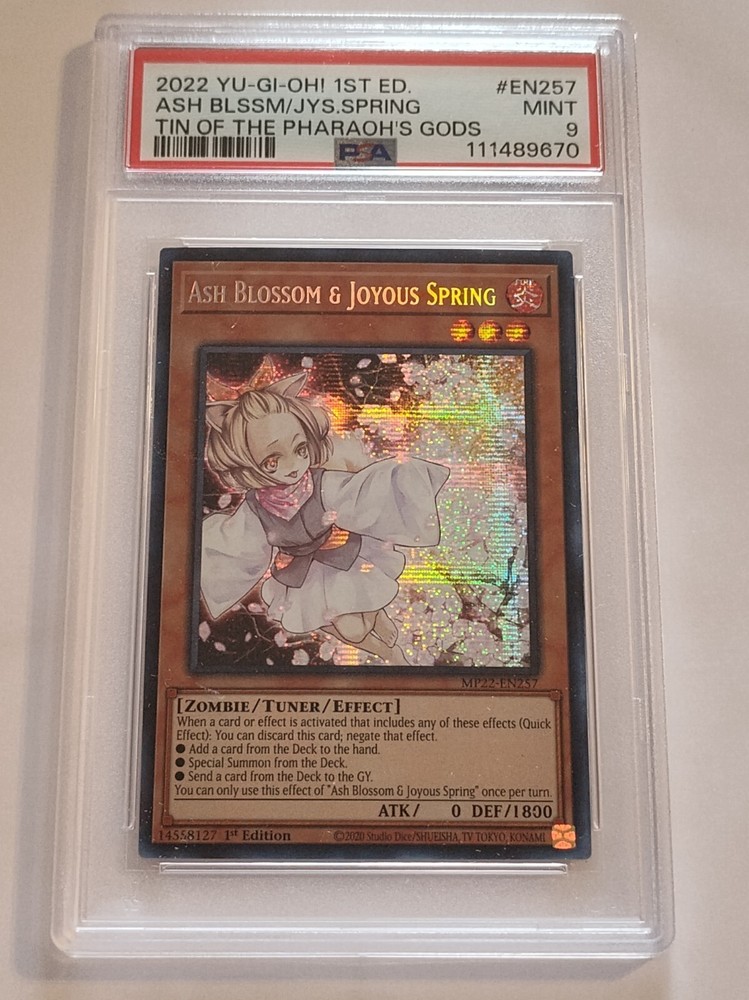 2022 YU-GI-OH! 1ST ED. #EN257
ASH BLSSM/JYS.SPRING MINT
TIN OF THE PHARAOH'S GODS 9
PSA 111489670
ASH BLOSSOM & JOYOUS SPRING
FIRE
炎
MP22-EN257
[ZOMBIE/TUNER/EFFECT]
When a card or effect is activated that includes any of these effects (Quick
Effect): You can discard this card; negate that effect.
● Add a card from the Deck to the hand.
● Special Summon from the Deck.
● Send a card from the Deck to the GY.
You can only use this effect of "Ash Blossom & Joyous Spring" once per turn.
ATK/ 0 DEF/1800
14558127 1st Edition ©2020 Studio Dice/SHUEISHA, TV TOKYO, KONAMI